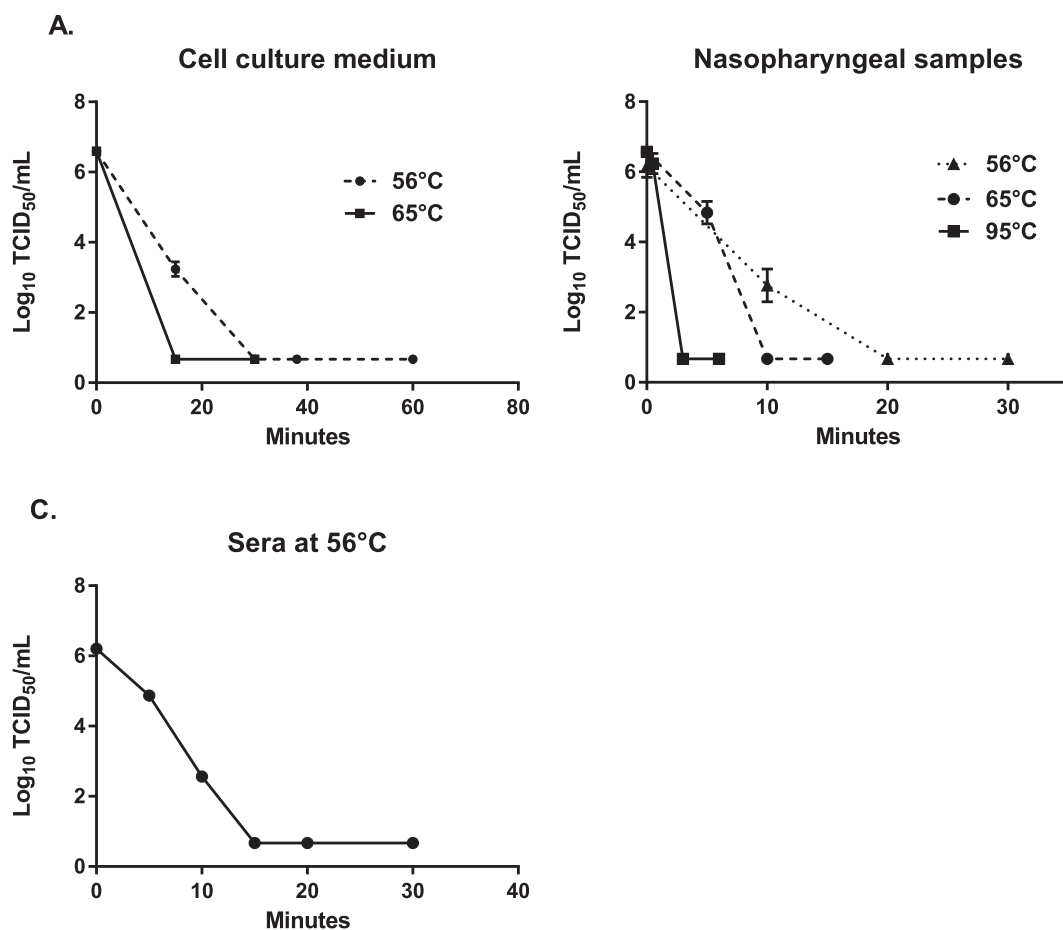 A.
Cell culture medium
Log10 TCID50/mL
8
6
4
2
0
0 20 40 60 80
Minutes
56°C
65°C
Nasopharyngeal samples
Log10 TCID50/mL
8
6
4
2
0
0 10 20 30
Minutes
56°C
65°C
95°C
C.
Sera at 56°C
Log10 TCID50/mL
8
6
4
2
0
0 10 20 30 40
Minutes